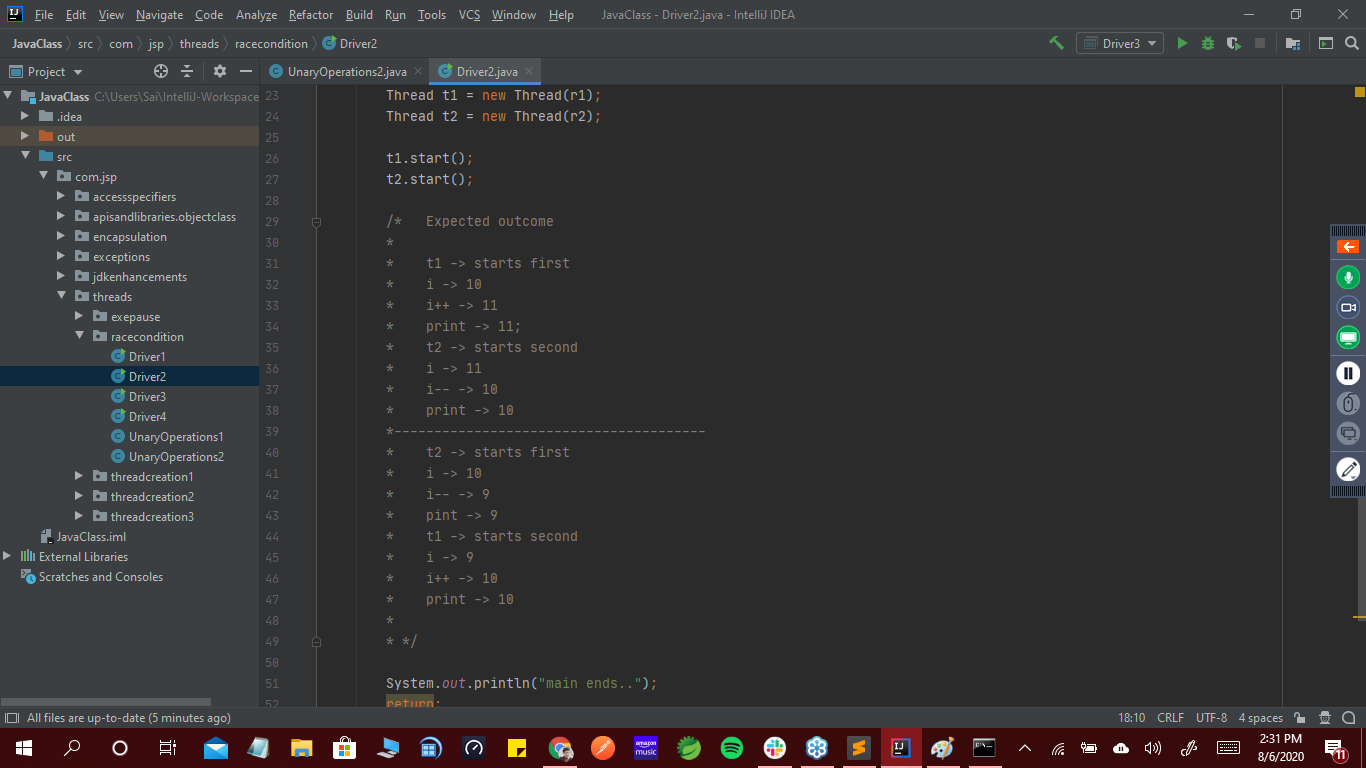 File Edit View Navigate Code Analyze Refactor Build Run Tools VCS Window Help JavaClass - Driver2.java - IntelliJ IDEA
JavaClass src com jsp threads racecondition Driver2 Driver3
Project UnaryOperations2.java Driver2.java
JavaClass C:\Users\Sai\IntelliJ-Workspace
.idea
out
src
com.jsp
accessspecifiers
apisandlibraries.objectclass
encapsulation
exceptions
jdkenhancements
threads
exepause
racecondition
Driver1
Driver2
Driver3
Driver4
UnaryOperations1
UnaryOperations2
threadcreation1
threadcreation2
threadcreation3
JavaClass.iml
External Libraries
Scratches and Consoles
23 Thread t1 = new Thread(r1);
24 Thread t2 = new Thread(r2);
25
26 t1.start();
27 t2.start();
28
29 /* Expected outcome
30 *
31 * t1 -> starts first
32 * i -> 10
33 * i++ -> 11
34 * print -> 11;
35 * t2 -> starts second
36 * i -> 11
37 * i-- -> 10
38 * print -> 10
39 *---------------------------------------
40 * t2 -> starts first
41 * i -> 10
42 * i-- -> 9
43 * pint -> 9
44 * t1 -> starts second
45 * i -> 9
46 * i++ -> 10
47 * print -> 10
48 *
49 * */
50
51 System.out.println("main ends..");
52 return;
All files are up-to-date (5 minutes ago) 18:10 CRLF UTF-8 4 spaces
amazon music
2:31 PM
8/6/2020
11